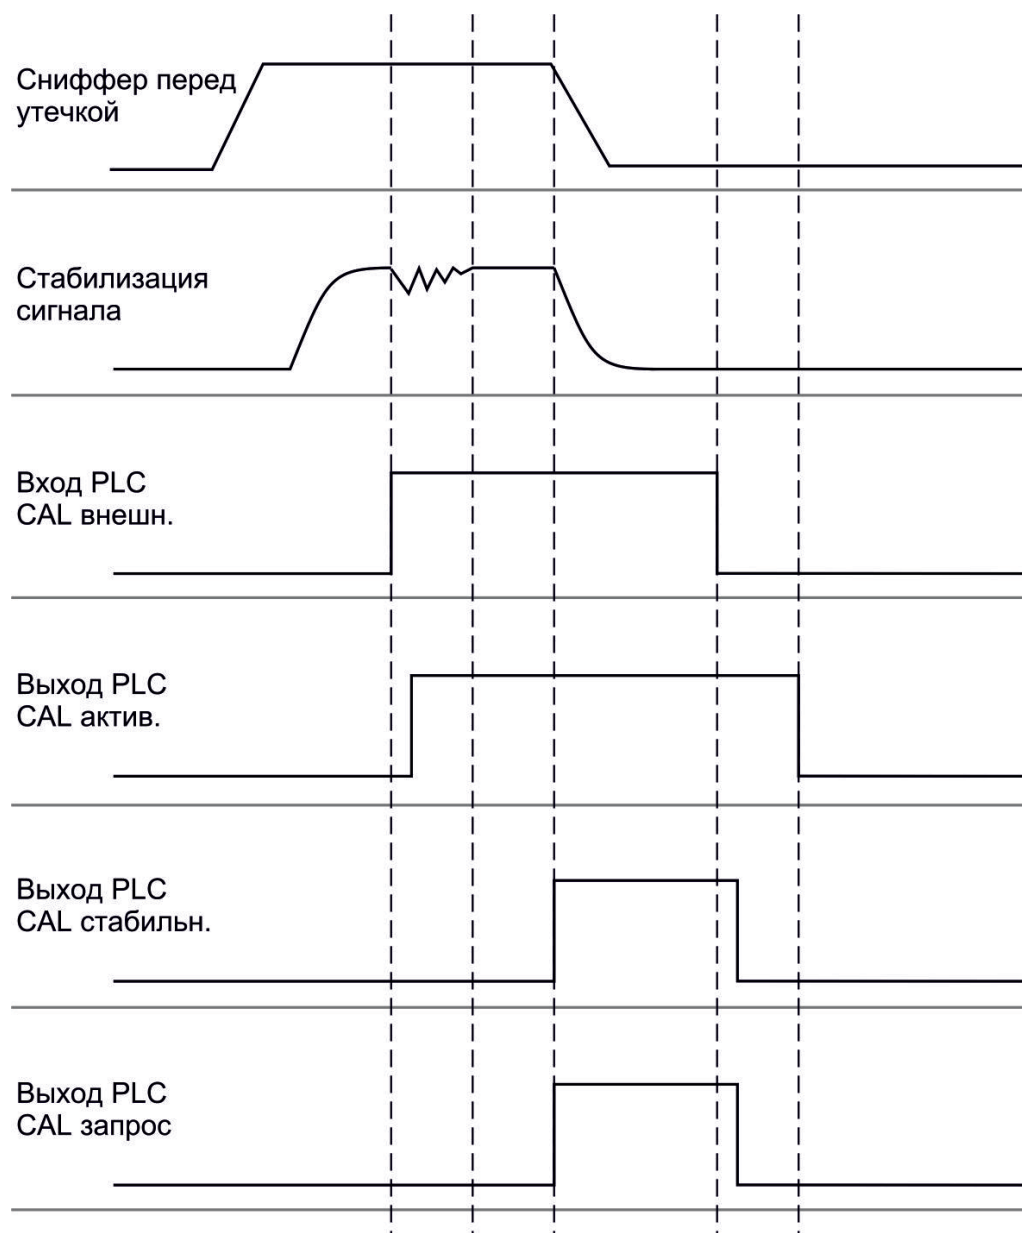 Сниффер перед
утечкой
Стабилизация
сигнала
Вход PLC
CAL внешн.
Выход PLC
CAL актив.
Выход PLC
CAL стабильн.
Выход PLC
CAL запрос